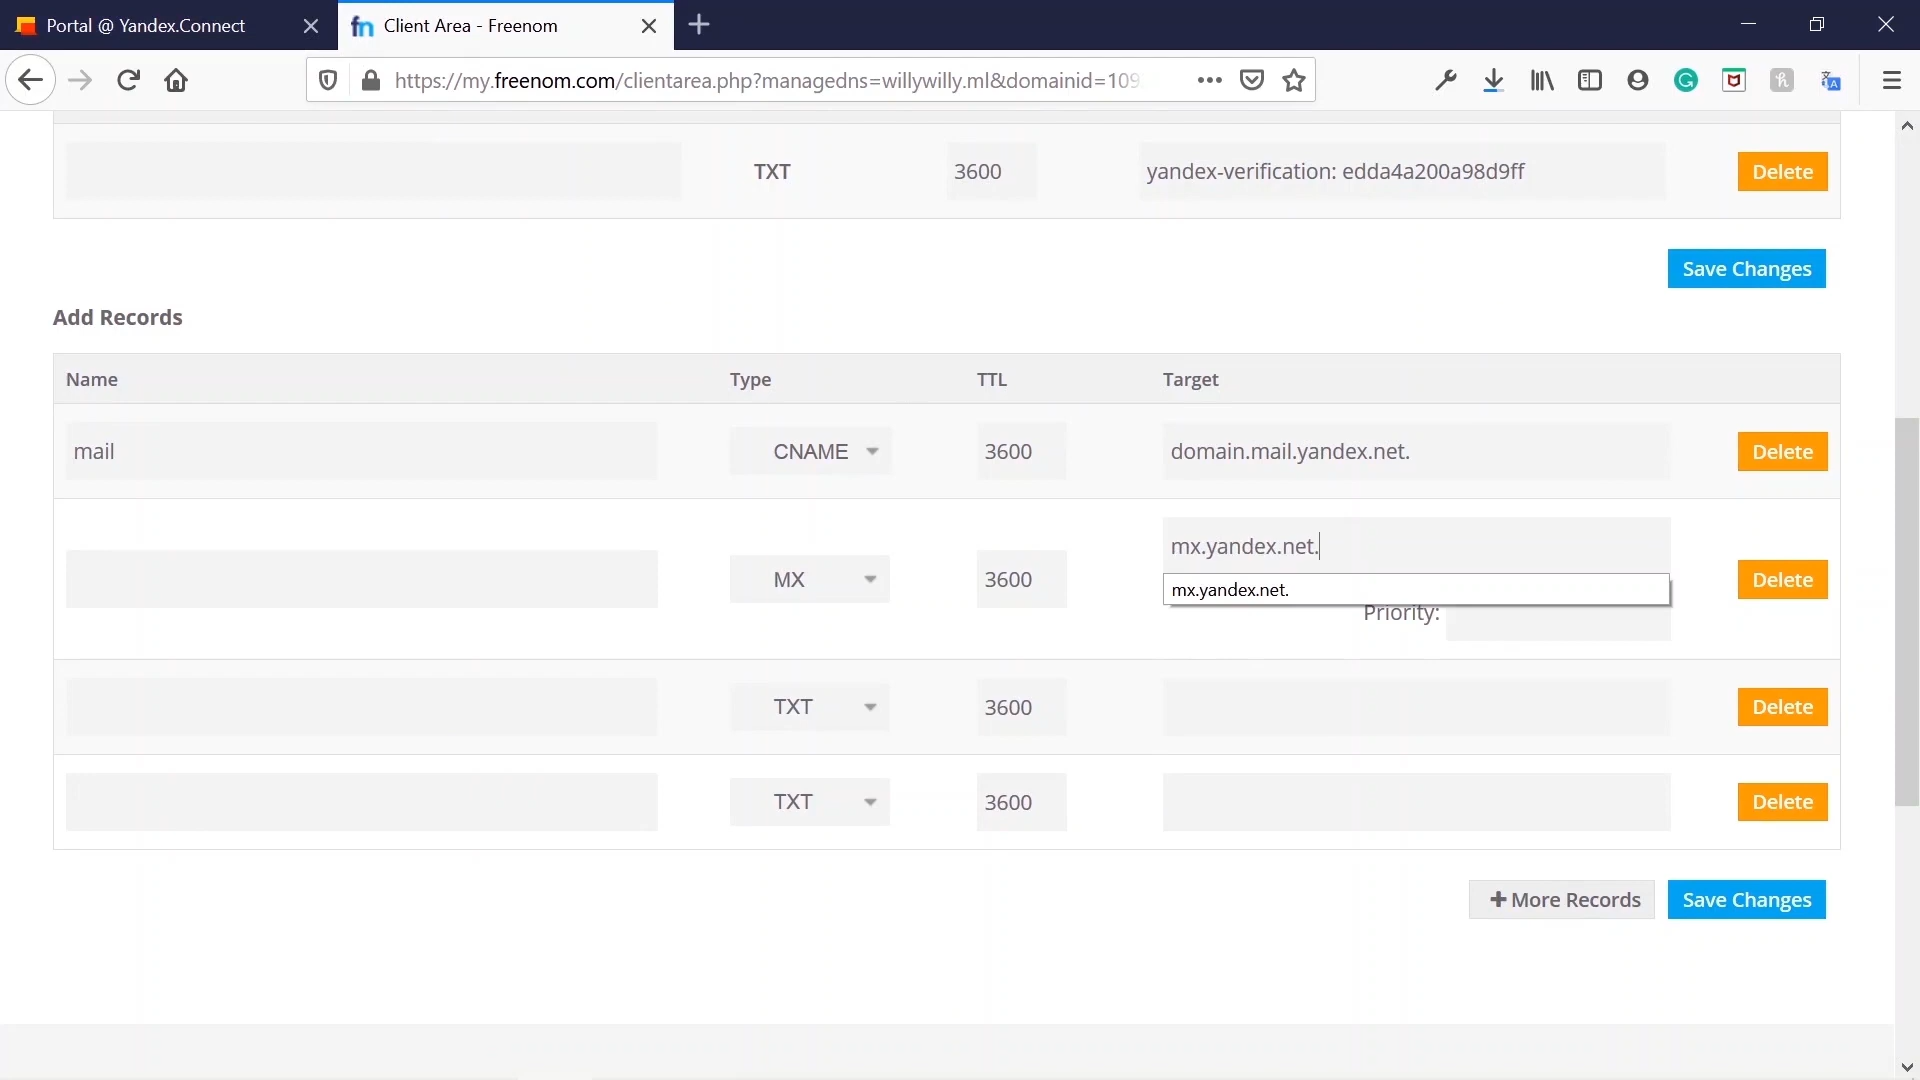 Portal @ Yandex.Connect
fn Client Area - Freenom
https://my.freenom.com/clientarea.php?managedns=willywilly.ml&domainid=109
TXT 3600 yandex-verification: edda4a200a98d9ff Delete
Save Changes
Add Records
Name Type TTL Target
mail CNAME 3600 domain.mail.yandex.net. Delete
mx.yandex.net.
MX 3600 Delete
mx.yandex.net.
Priority:
TXT 3600 Delete
TXT 3600 Delete
+ More Records Save Changes